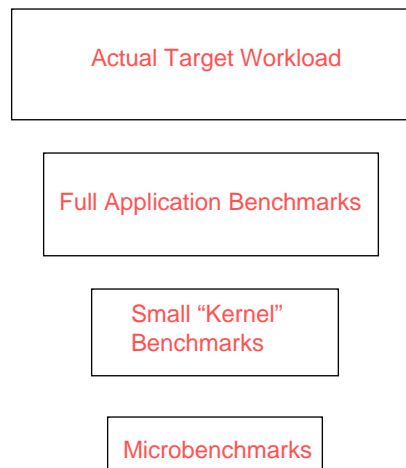 Actual Target Workload
Full Application Benchmarks
Small “Kernel”
Benchmarks
Microbenchmarks